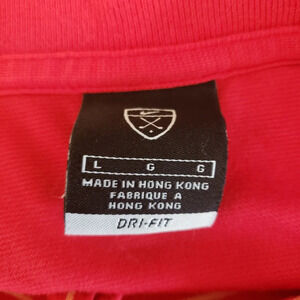 L G G
MADE IN HONG KONG
FABRIQUE A
HONG KONG
DRI-FIT